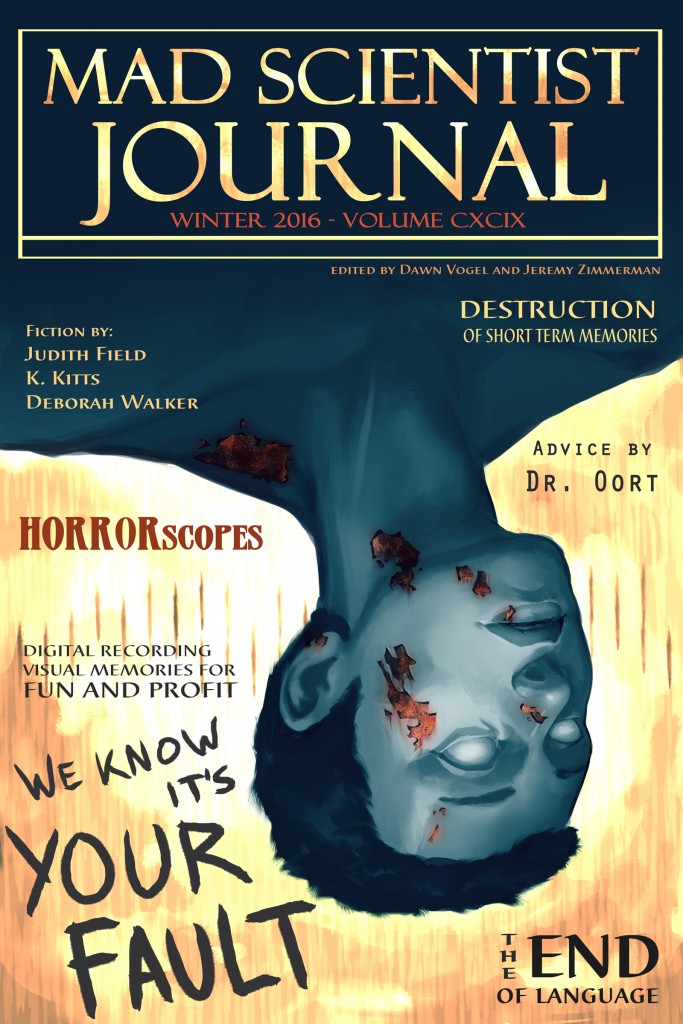 MAD SCIENTIST
JOURNAL
WINTER 2016 - VOLUME CXCIX
EDITED BY DAWN VOGEL AND JEREMY ZIMMERMAN
DESTRUCTION
OF SHORT TERM MEMORIES
FICTION BY:
JUDITH FIELD
K. KITTS
DEBORAH WALKER
ADVICE BY
DR. OORT
HORRORSCOPES
DIGITAL RECORDING
VISUAL MEMORIES FOR
FUN AND PROFIT
WE KNOW
IT'S
YOUR
FAULT
THE
END
OF LANGUAGE